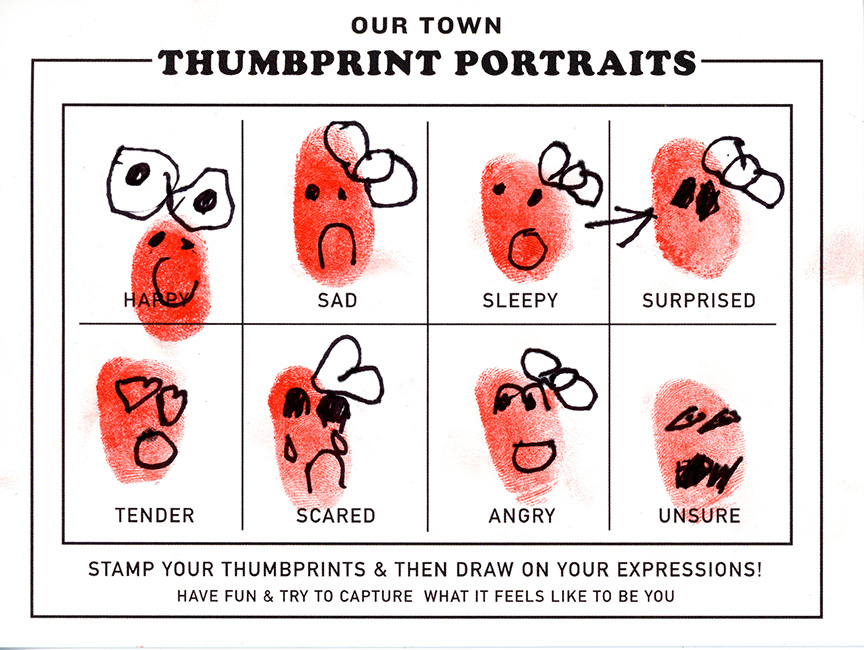 OUR TOWN
THUMBPRINT PORTRAITS
HAPPY SAD SLEEPY SURPRISED
TENDER SCARED ANGRY UNSURE
STAMP YOUR THUMBPRINTS & THEN DRAW ON YOUR EXPRESSIONS!
HAVE FUN & TRY TO CAPTURE WHAT IT FEELS LIKE TO BE YOU